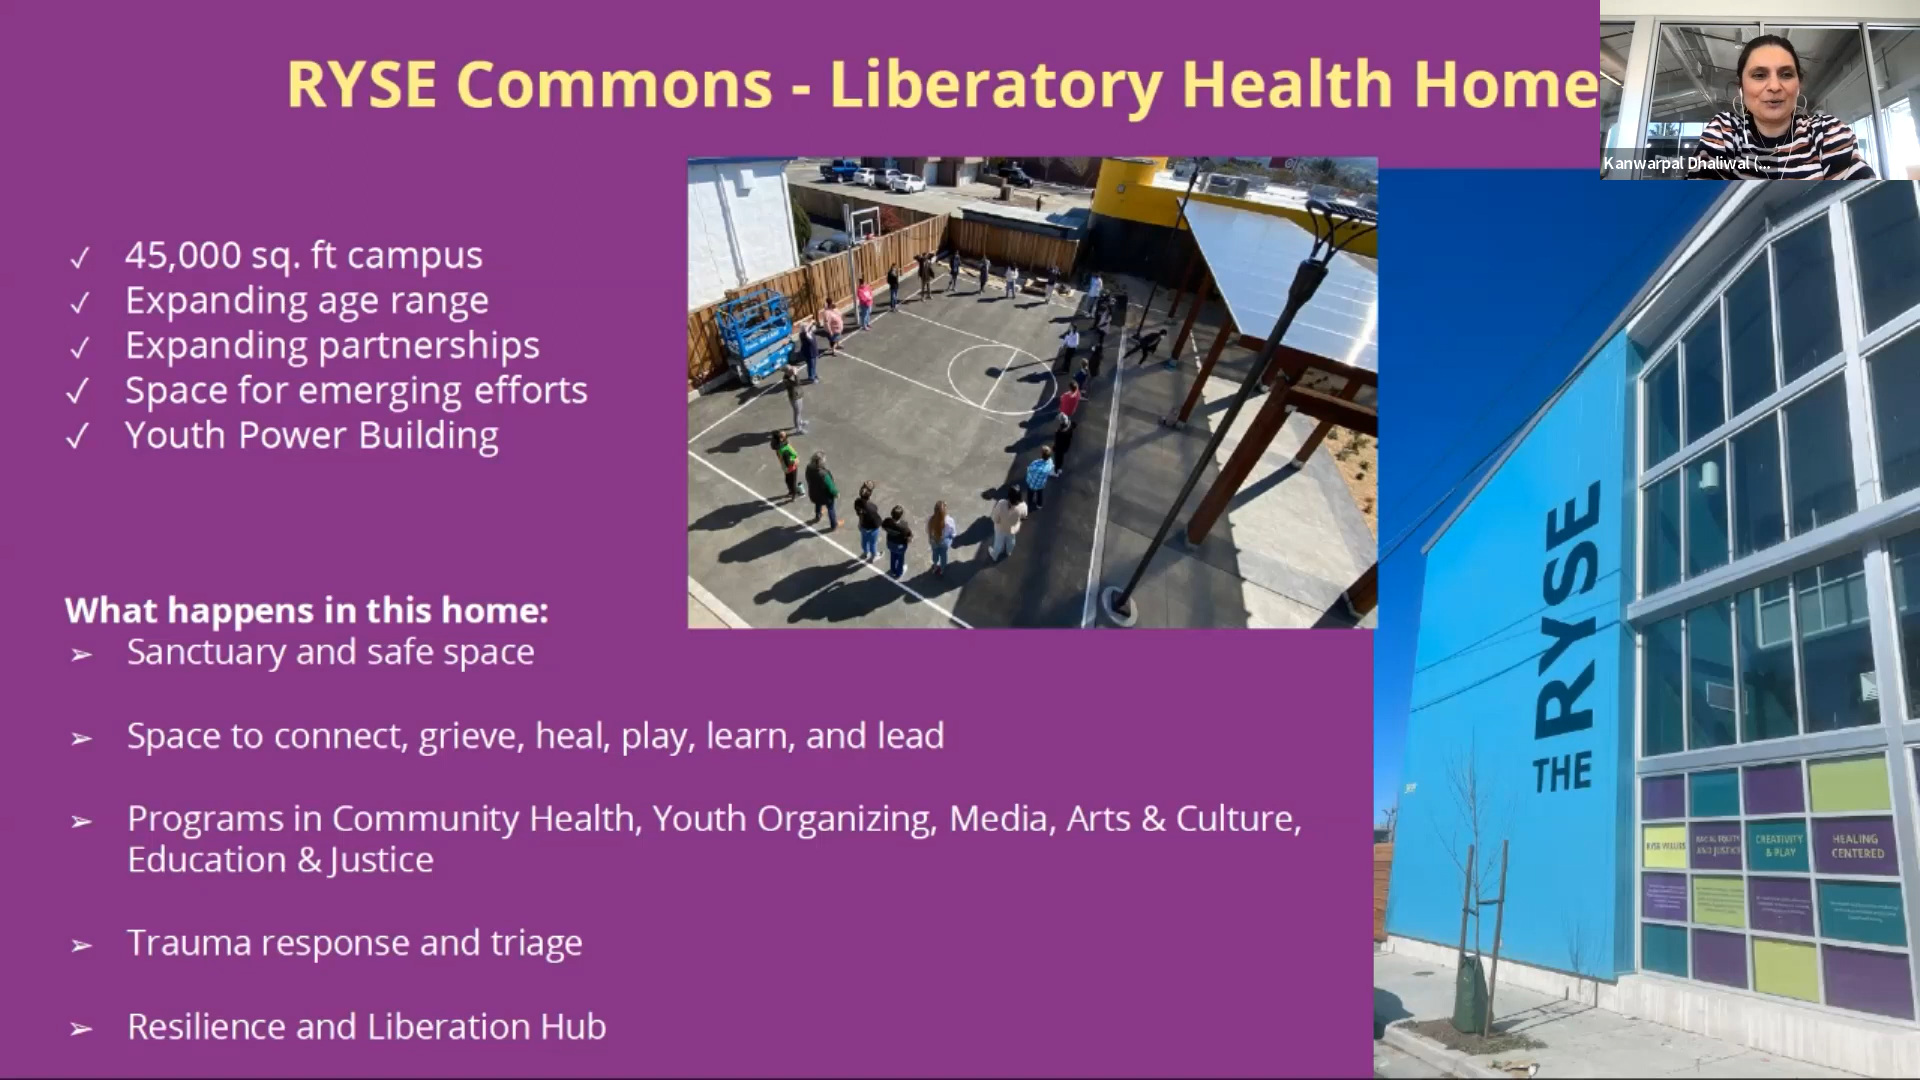 RYSE Commons - Liberatory Health Home
Kanwarpal Dhaliwal (...
✓ 45,000 sq. ft campus
✓ Expanding age range
✓ Expanding partnerships
✓ Space for emerging efforts
✓ Youth Power Building
What happens in this home:
➢ Sanctuary and safe space
➢ Space to connect, grieve, heal, play, learn, and lead
➢ Programs in Community Health, Youth Organizing, Media, Arts & Culture,
Education & Justice
➢ Trauma response and triage
➢ Resilience and Liberation Hub
THE RYSE
RYSE VALUES
RACIAL EQUITY
AND JUSTICE
CREATIVITY
& PLAY
HEALING
CENTERED